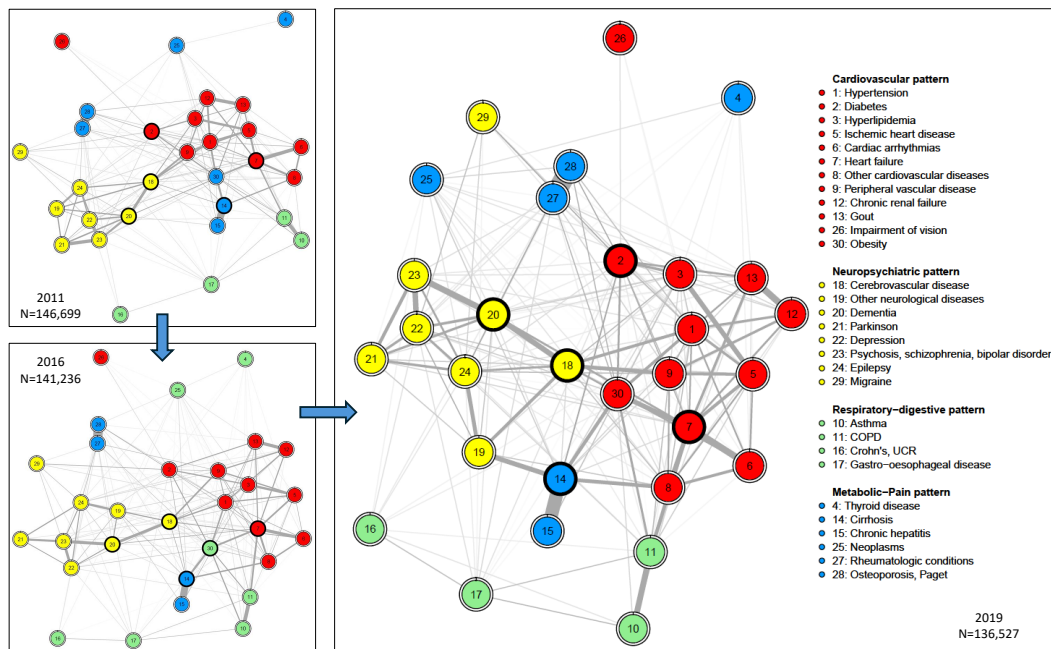 2011
N=146,699
2016
N=141,236
26
4
29
28
25
27
2
3
13
23
20
12
22
1
21
24
18
9
5
30
7
19
6
14
8
15
16
11
17
10
2019
N=136,527
Cardiovascular pattern
1: Hypertension
2: Diabetes
3: Hyperlipidemia
5: Ischemic heart disease
6: Cardiac arrhythmias
7: Heart failure
8: Other cardiovascular diseases
9: Peripheral vascular disease
12: Chronic renal failure
13: Gout
26: Impairment of vision
30: Obesity
Neuropsychiatric pattern
18: Cerebrovascular disease
19: Other neurological diseases
20: Dementia
21: Parkinson
22: Depression
23: Psychosis, schizophrenia, bipolar disorder
24: Epilepsy
29: Migraine
Respiratory−digestive pattern
10: Asthma
11: COPD
16: Crohn's, UCR
17: Gastro−oesophageal disease
Metabolic−Pain pattern
4: Thyroid disease
14: Cirrhosis
15: Chronic hepatitis
25: Neoplasms
27: Rheumatologic conditions
28: Osteoporosis, Paget